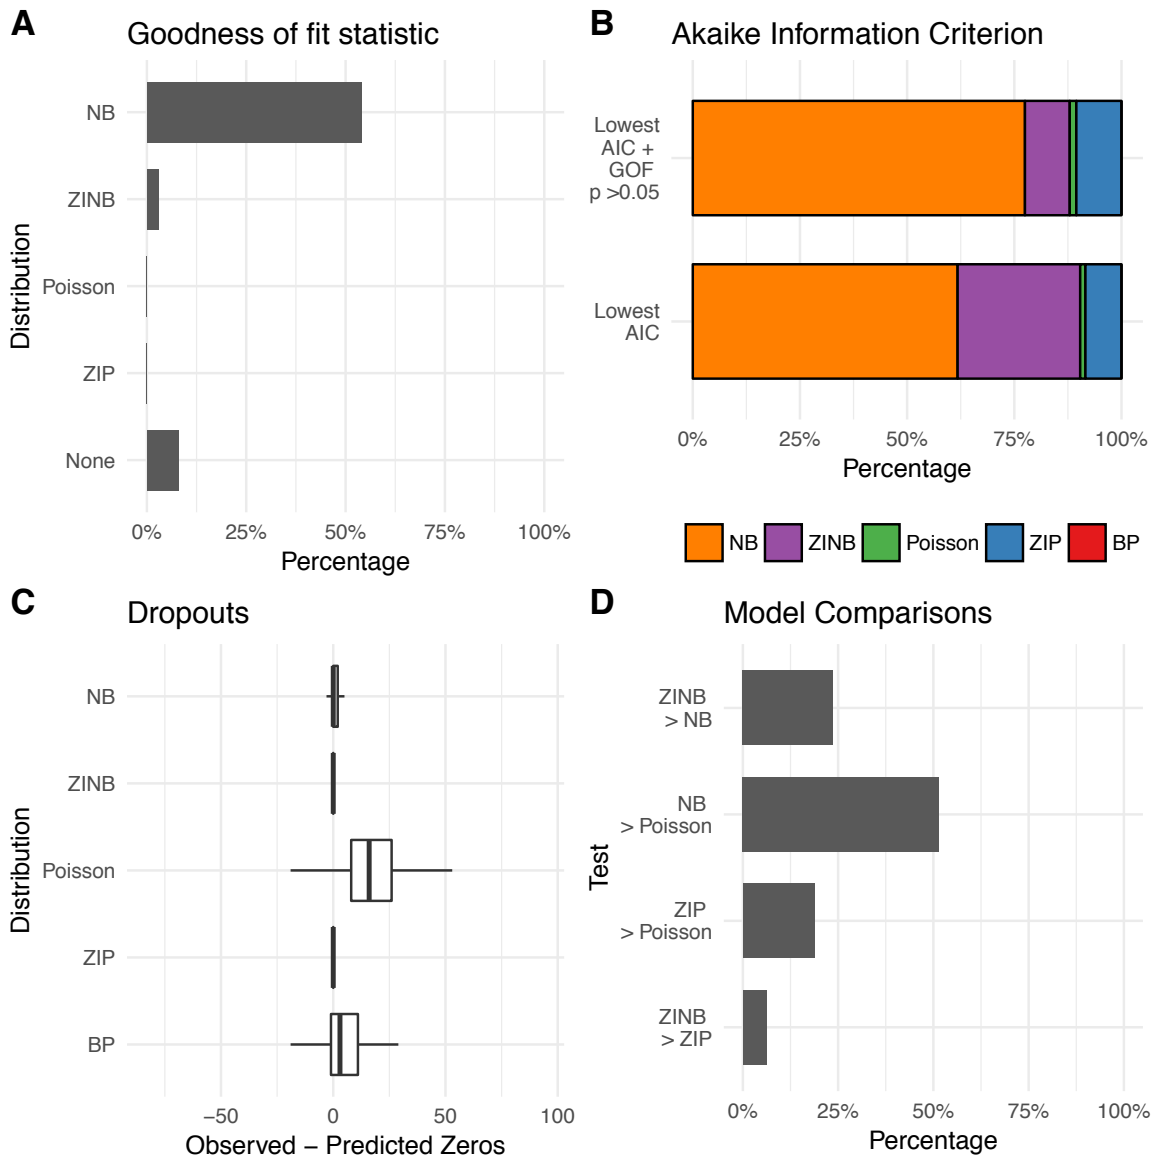 A
Goodness of fit statistic
Distribution
NB
ZINB
Poisson
ZIP
None
0%
25%
50%
75%
100%
Percentage
B
Akaike Information Criterion
Lowest
AIC +
GOF
p >0.05
Lowest
AIC
0%
25%
50%
75%
100%
Percentage
NB
ZINB
Poisson
ZIP
BP
C
Dropouts
Distribution
NB
ZINB
Poisson
ZIP
BP
−50
0
50
100
Observed − Predicted Zeros
D
Model Comparisons
Test
ZINB
> NB
NB
> Poisson
ZIP
> Poisson
ZINB
> ZIP
0%
25%
50%
75%
100%
Percentage